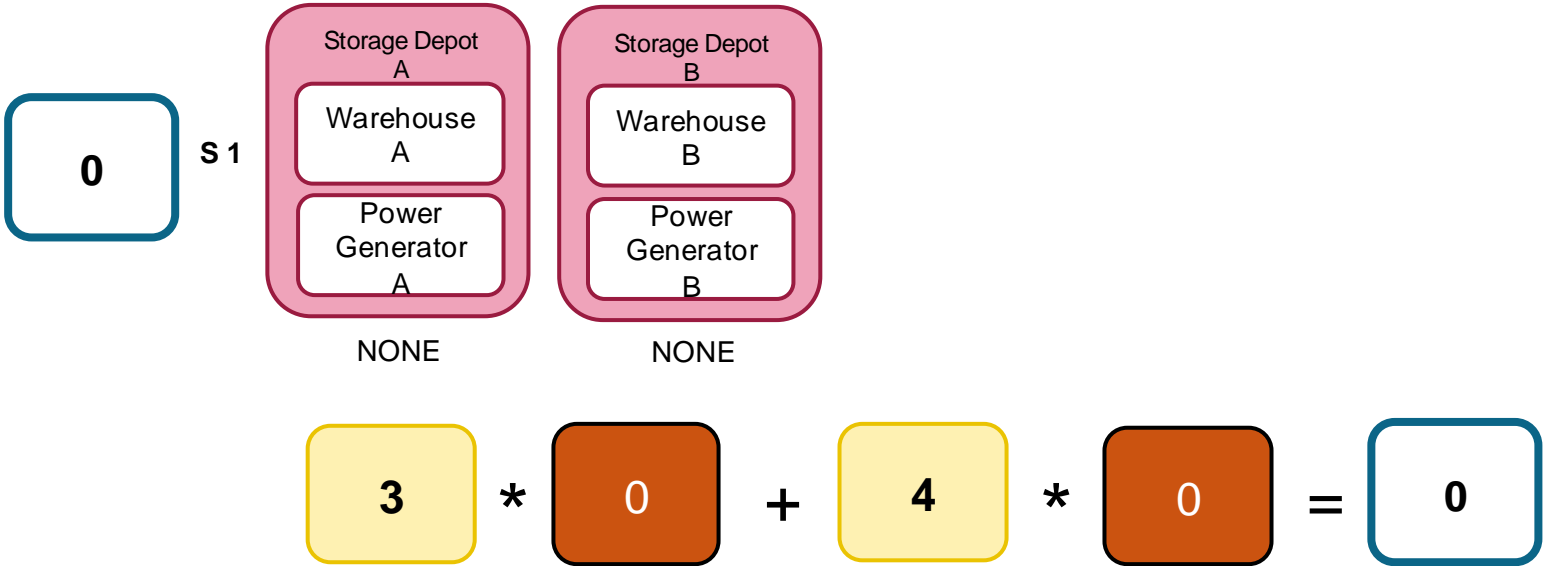 0
S 1
Storage Depot
A
Warehouse
A
Power
Generator
A
NONE
Storage Depot
B
Warehouse
B
Power
Generator
B
NONE
3 * 0 + 4 * 0 = 0